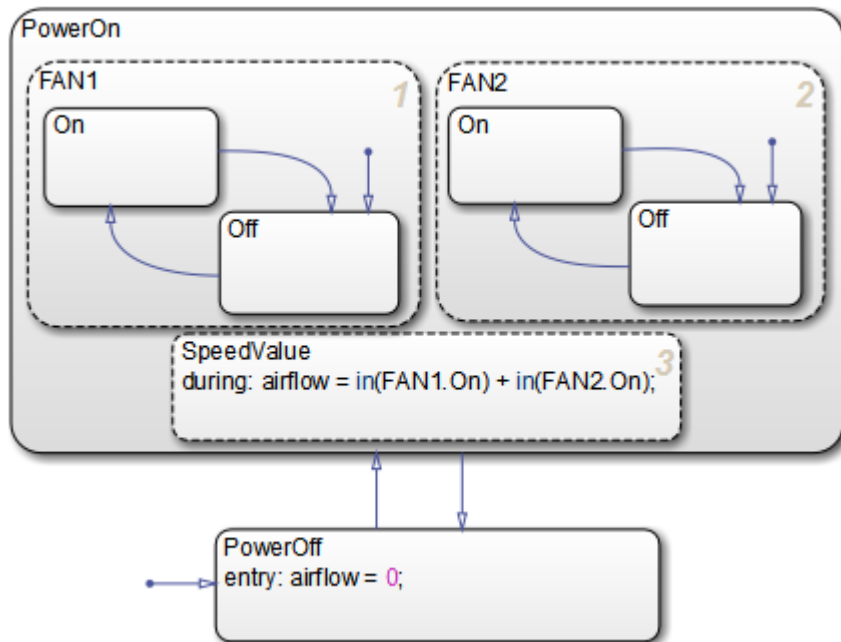 PowerOn
FAN1
1
On
Off
FAN2
2
On
Off
SpeedValue
3
during: airflow = in(FAN1.On) + in(FAN2.On);
PowerOff
entry: airflow = 0;